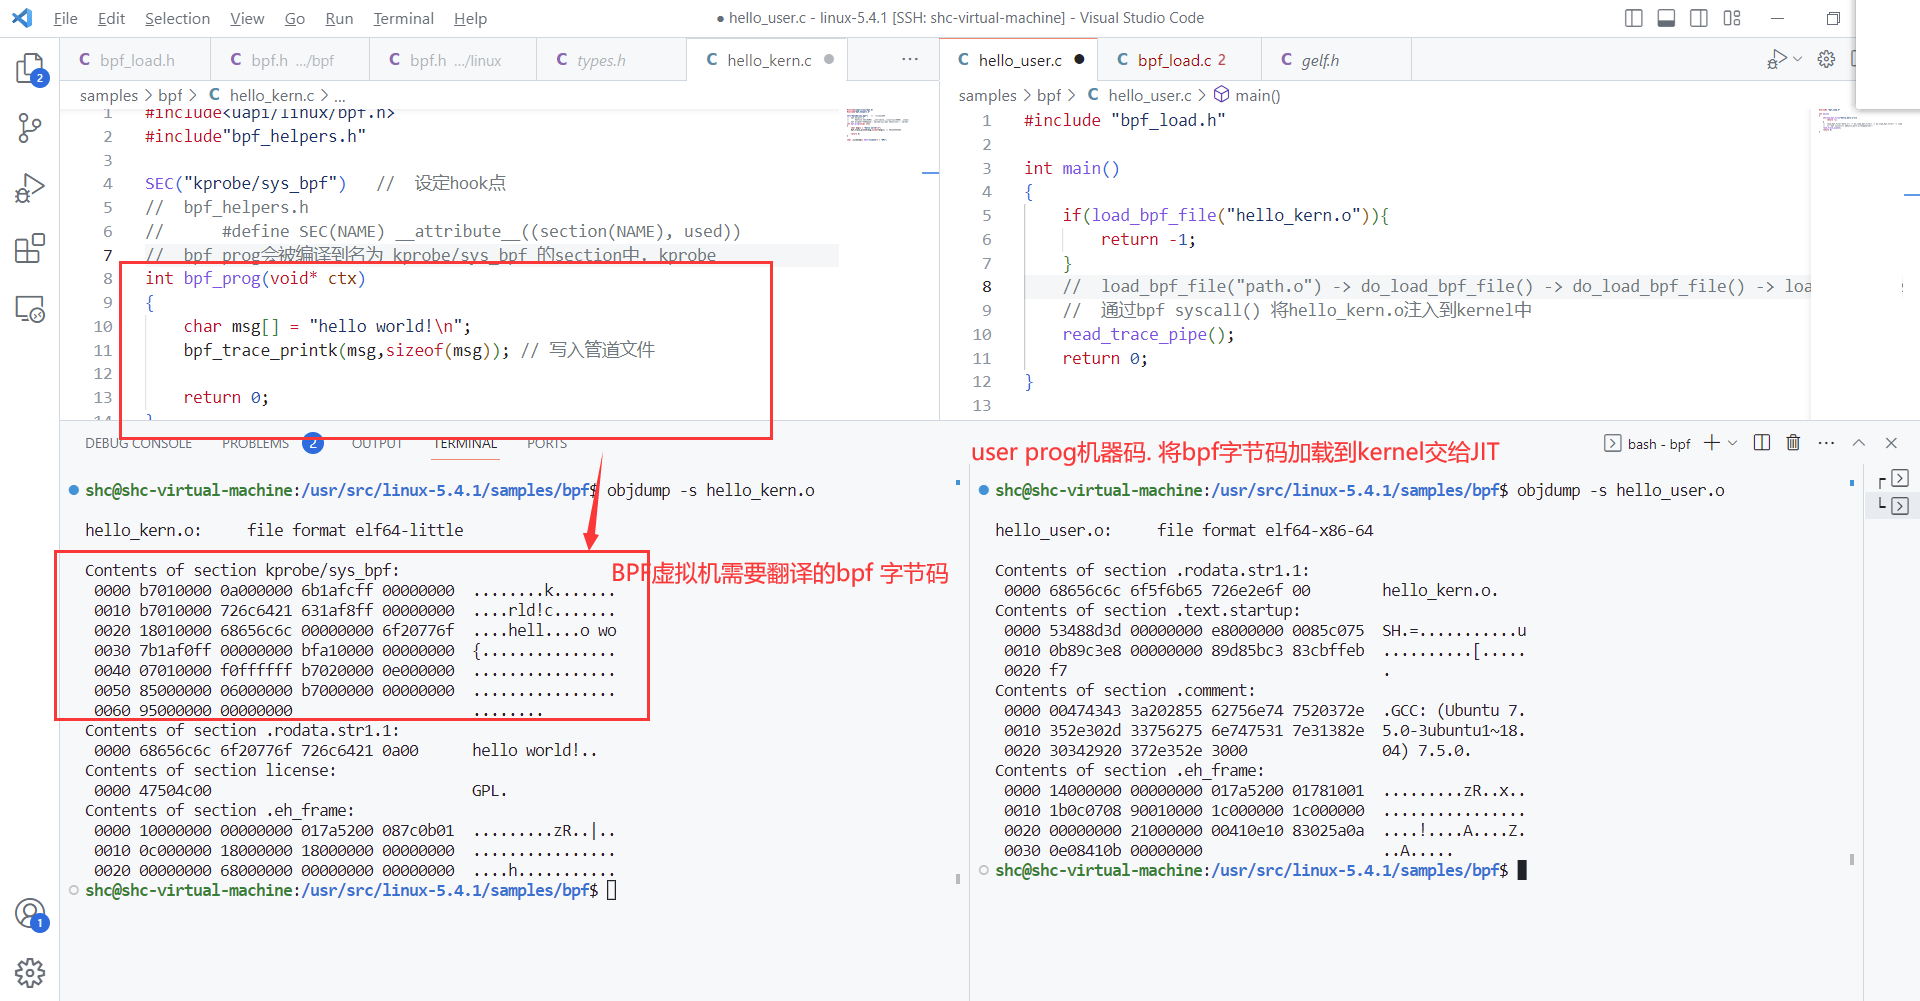 File Edit Selection View Go Run Terminal Help
● hello_user.c - linux-5.4.1 [SSH: shc-virtual-machine] - Visual Studio Code
C bpf_load.h
C bpf.h .../bpf
C bpf.h .../linux
C types.h
C hello_kern.c ●
...
samples > bpf > C hello_kern.c > ...
1 #include<uapi/linux/bpf.h>
2 #include"bpf_helpers.h"
3
4 SEC("kprobe/sys_bpf")   //  设定hook点
5 //  bpf_helpers.h
6 //      #define SEC(NAME) __attribute__((section(NAME), used))
7 //  bpf_prog会被编译到名为 kprobe/sys_bpf 的section中. kprobe
8 int bpf_prog(void* ctx)
9 {
10     char msg[] = "hello world!\n";
11     bpf_trace_printk(msg,sizeof(msg)); // 写入管道文件
12
13     return 0;
14 }
C hello_user.c ●
C bpf_load.c 2
C gelf.h
samples > bpf > C hello_user.c > main()
1 #include "bpf_load.h"
2
3 int main()
4 {
5     if(load_bpf_file("hello_kern.o")){
6         return -1;
7     }
8     //  load_bpf_file("path.o") -> do_load_bpf_file() -> do_load_bpf_file() -> loa
9     //  通过bpf syscall() 将hello_kern.o注入到kernel中
10     read_trace_pipe();
11     return 0;
12 }
13
2
1
DEBUG CONSOLE PROBLEMS 2 OUTPUT TERMINAL PORTS
user prog机器码. 将bpf字节码加载到kernel交给JIT
bash - bpf
shc@shc-virtual-machine:/usr/src/linux-5.4.1/samples/bpf$ objdump -s hello_kern.o
hello_kern.o:     file format elf64-little
BPF虚拟机需要翻译的bpf 字节码
Contents of section kprobe/sys_bpf:
 0000 b7010000 0a000000 6b1afcff 00000000  ........k.......
 0010 b7010000 726c6421 631af8ff 00000000  ....rld!c.......
 0020 18010000 68656c6c 00000000 6f20776f  ....hell....o wo
 0030 7b1af0ff 00000000 bfa10000 00000000  {...............
 0040 07010000 f0ffffff b7020000 0e000000  ................
 0050 85000000 06000000 b7000000 00000000  ................
 0060 95000000 00000000                    ........
Contents of section .rodata.str1.1:
 0000 68656c6c 6f20776f 726c6421 0a00      hello world!..
Contents of section license:
 0000 47504c00                             GPL.
Contents of section .eh_frame:
 0000 10000000 00000000 017a5200 087c0b01  .........zR..|..
 0010 0c000000 18000000 18000000 00000000  ................
 0020 00000000 68000000 00000000 00000000  ....h...........
shc@shc-virtual-machine:/usr/src/linux-5.4.1/samples/bpf$
shc@shc-virtual-machine:/usr/src/linux-5.4.1/samples/bpf$ objdump -s hello_user.o
hello_user.o:     file format elf64-x86-64
Contents of section .rodata.str1.1:
 0000 68656c6c 6f5f6b65 726e2e6f 00        hello_kern.o.
Contents of section .text.startup:
 0000 53488d3d 00000000 e8000000 0085c075  SH.=...........u
 0010 0b89c3e8 00000000 89d85bc3 83cbffeb  ..........[.....
 0020 f7                                   .
Contents of section .comment:
 0000 00474343 3a202855 62756e74 7520372e  .GCC: (Ubuntu 7.
 0010 352e302d 33756275 6e747531 7e31382e  5.0-3ubuntu1~18.
 0020 30342920 372e352e 3000               04) 7.5.0.
Contents of section .eh_frame:
 0000 14000000 00000000 017a5200 01781001  .........zR..x..
 0010 1b0c0708 90010000 1c000000 1c000000  ................
 0020 00000000 21000000 00410e10 83025a0a  ....!....A....Z.
 0030 0e08410b 00000000                    ..A.....
shc@shc-virtual-machine:/usr/src/linux-5.4.1/samples/bpf$